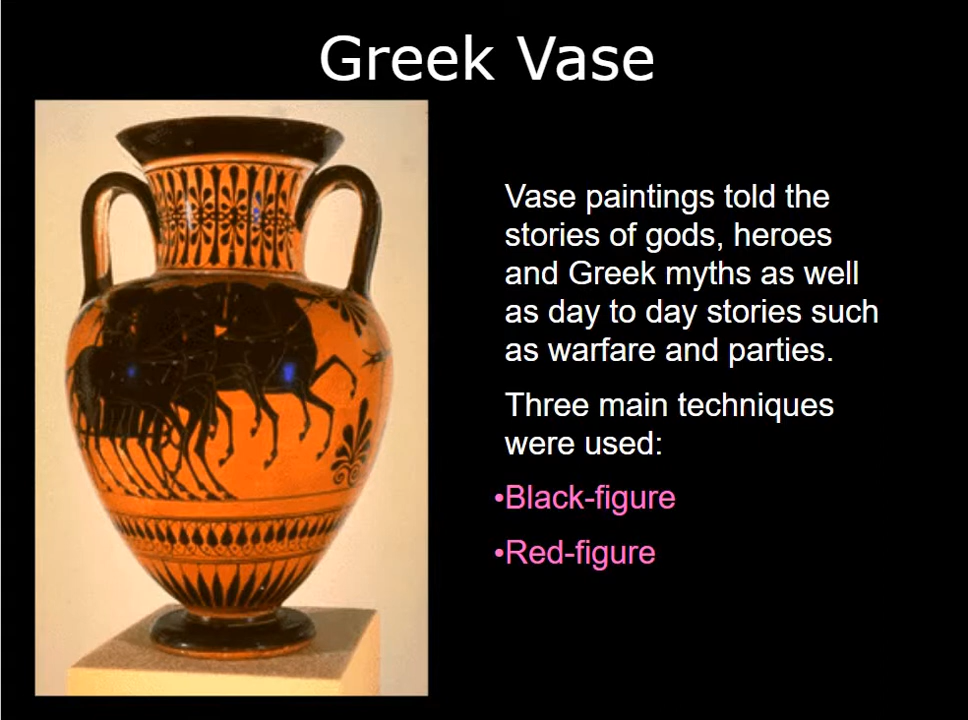 Greek Vase
Vase paintings told the
stories of gods, heroes
and Greek myths as well
as day to day stories such
as warfare and parties.
Three main techniques
were used:
•Black-figure
•Red-figure